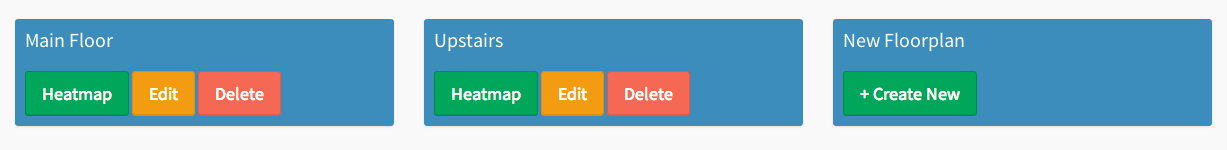 Main Floor
Heatmap Edit Delete
Upstairs
Heatmap Edit Delete
New Floorplan
+ Create New